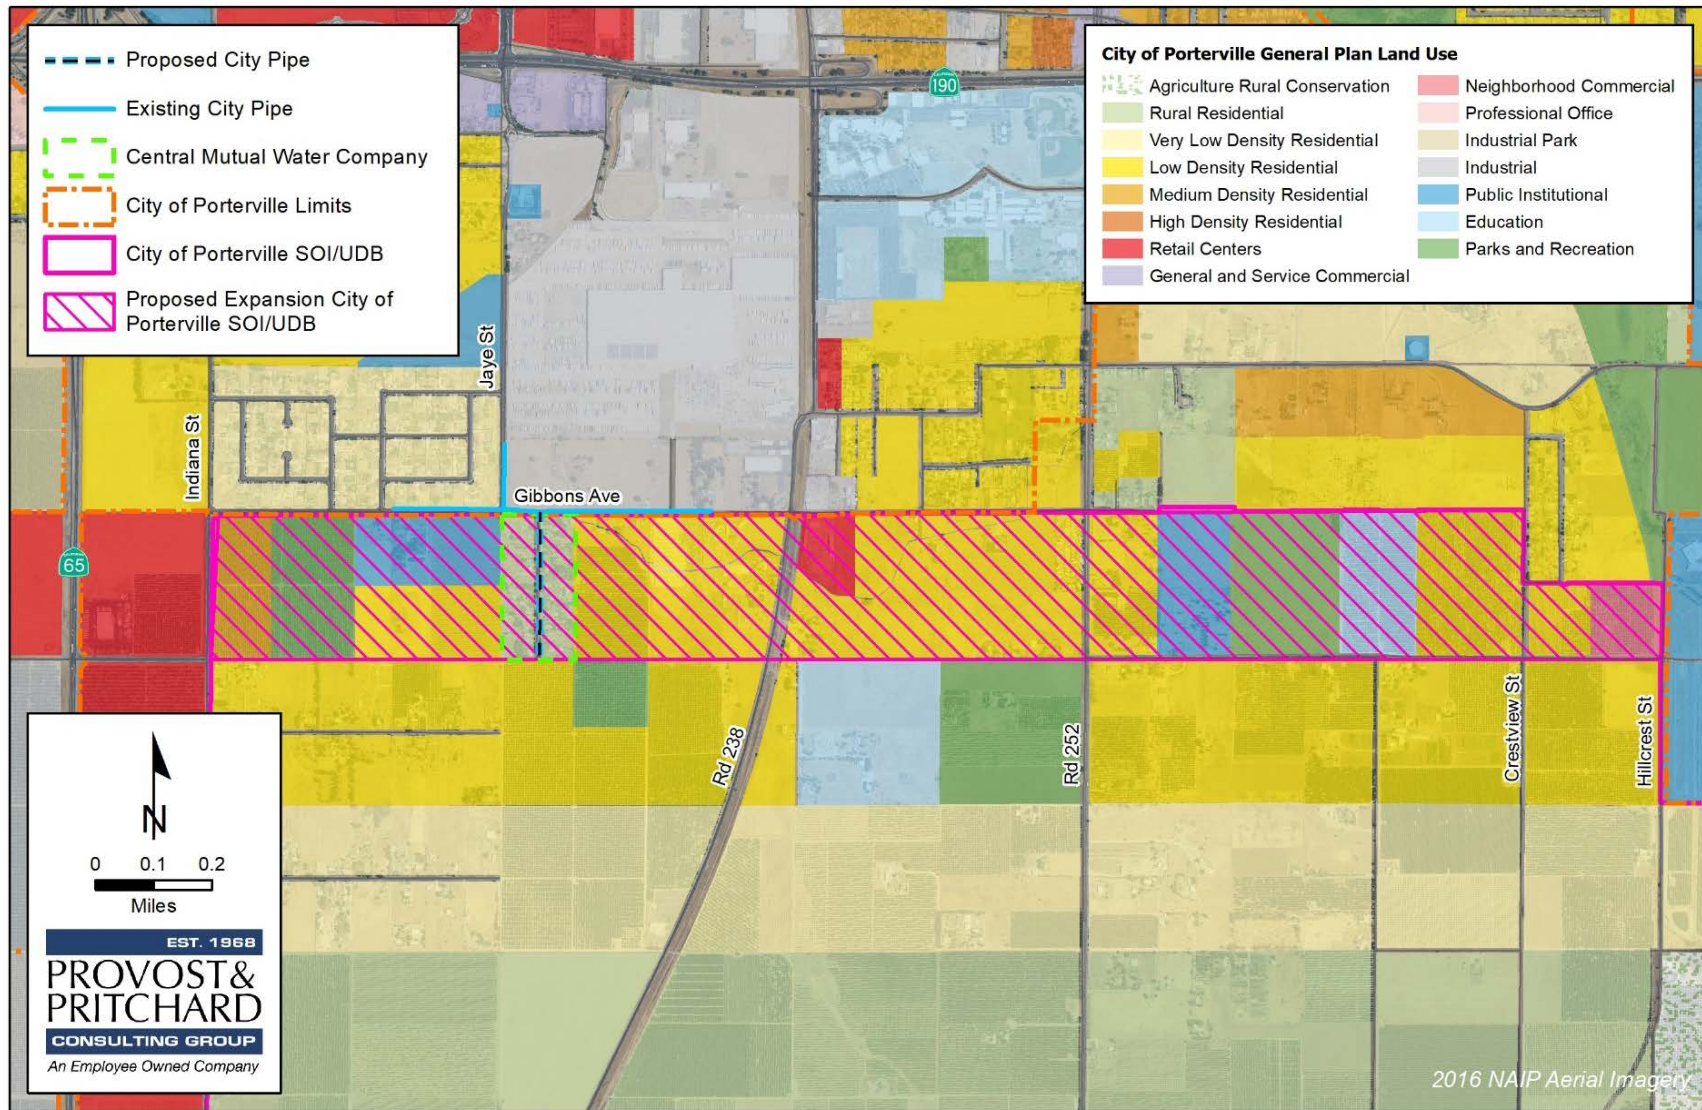 Proposed City Pipe
Existing City Pipe
Central Mutual Water Company
City of Porterville Limits
City of Porterville SOI/UDB
Proposed Expansion City of
Porterville SOI/UDB
City of Porterville General Plan Land Use
Agriculture Rural Conservation
Rural Residential
Very Low Density Residential
Low Density Residential
Medium Density Residential
High Density Residential
Retail Centers
General and Service Commercial
Neighborhood Commercial
Professional Office
Industrial Park
Industrial
Public Institutional
Education
Parks and Recreation
190
Jaye St
Indiana St
Gibbons Ave
65
Rd 238
Rd 252
Crestview St
Hillcrest St
N
0 0.1 0.2
Miles
EST. 1968
PROVOST&
PRITCHARD
CONSULTING GROUP
An Employee Owned Company
2016 NAIP Aerial Imagery